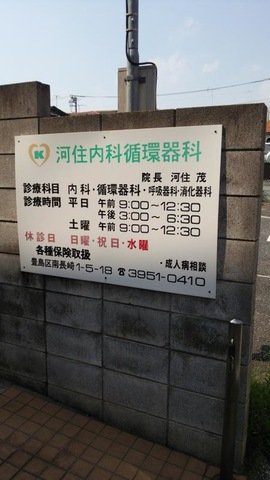 K 河住内科循環器科
院長 河住 茂
診療科目 内科・循環器科・呼吸器科・消化器科
診療時間 平日 午前 9:00～12:30
午後 3:00～6:30
土曜 午前 9:00～12:30
休診日 日曜・祝日・水曜
各種保険取扱 ・成人病相談
豊島区南長崎1-5-18 ☎3951-0410